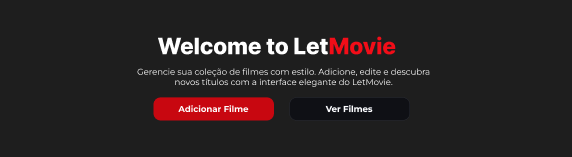 Welcome to LetMovie
Gerencie sua coleção de filmes com estilo. Adicione, edite e descubra
novos títulos com a interface elegante do LetMovie.
Adicionar Filme
Ver Filmes